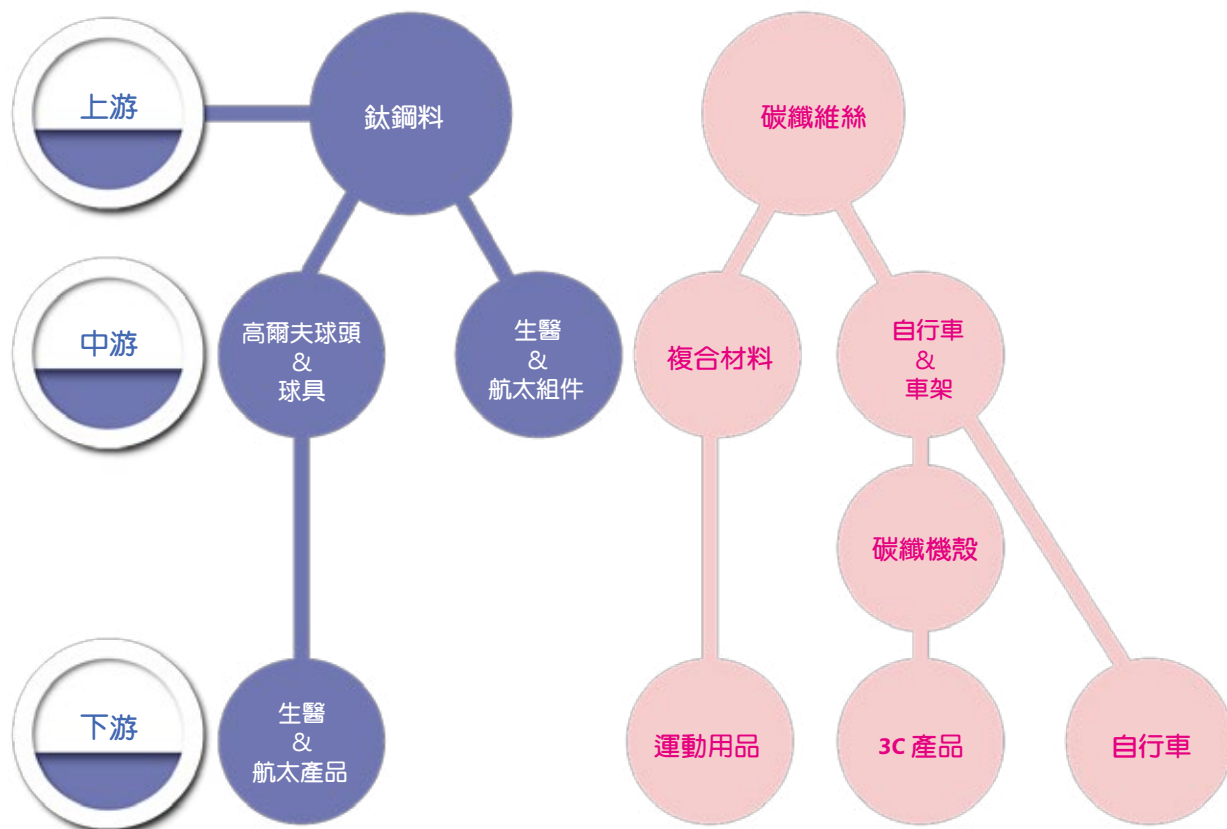 上游
鈦鋼料
碳纖維絲
中游
高爾夫球頭
&
球具
生醫
&
航太組件
複合材料
自行車
&
車架
碳纖機殼
下游
生醫
&
航太產品
運動用品
3C 產品
自行車